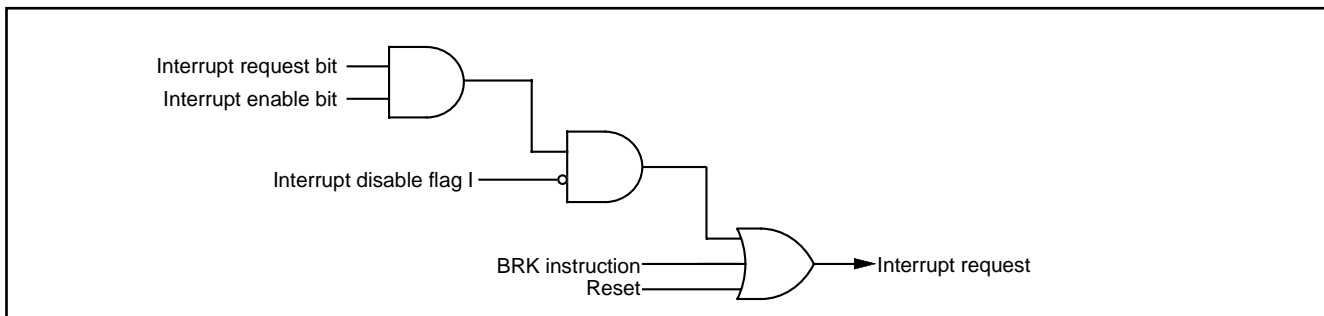 Interrupt request bit
Interrupt enable bit
Interrupt disable flag I
BRK instruction
Reset
Interrupt request